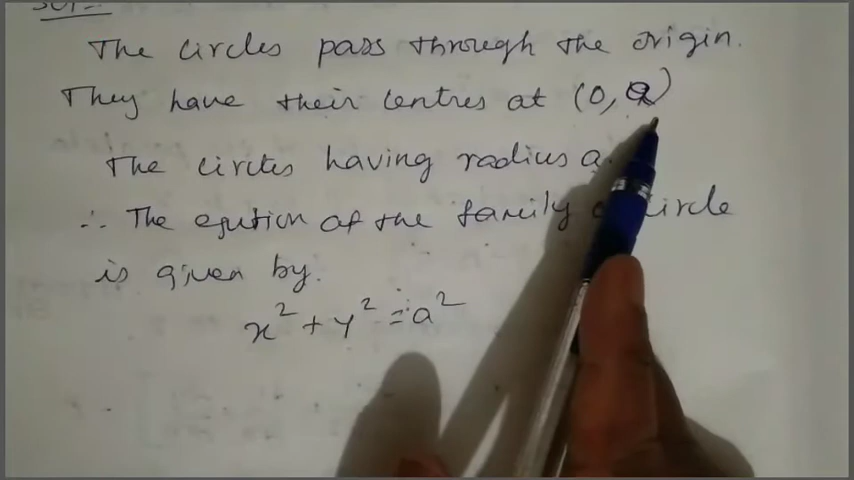 Sol:-
The circles pass through the origin.
They have their centres at (0, a)
The circles having radius a.
∴ The eqution of the family circle
is given by.
x² + y² = a²